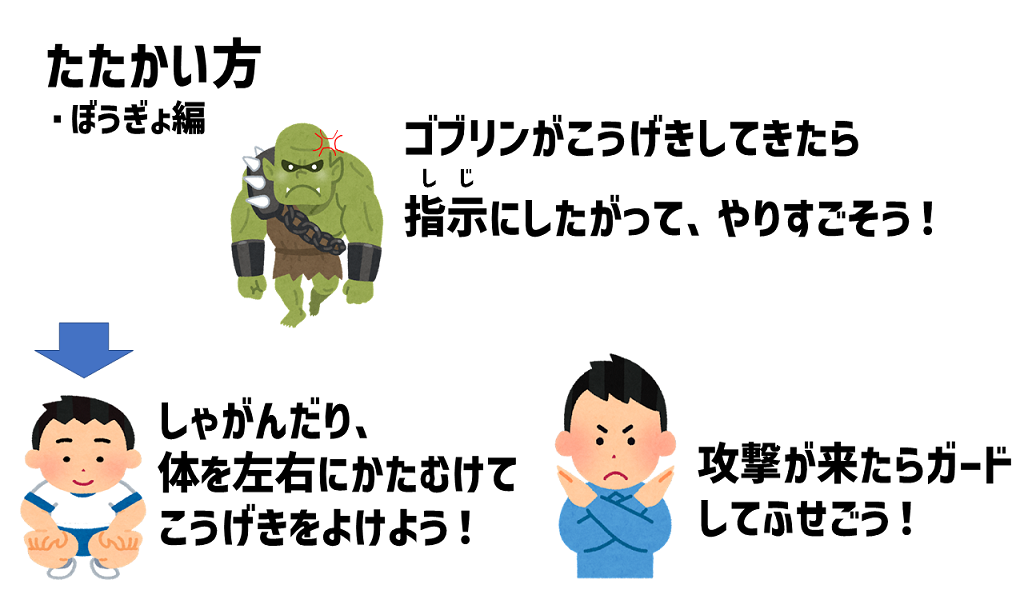 たたかい方
・ぼうぎょ編
ゴブリンがこうげきしてきたら
しじ
指示にしたがって、やりすごそう！
しゃがんだり、
体を左右にかたむけて
こうげきをよけよう！
攻撃が来たらガード
してふせごう！